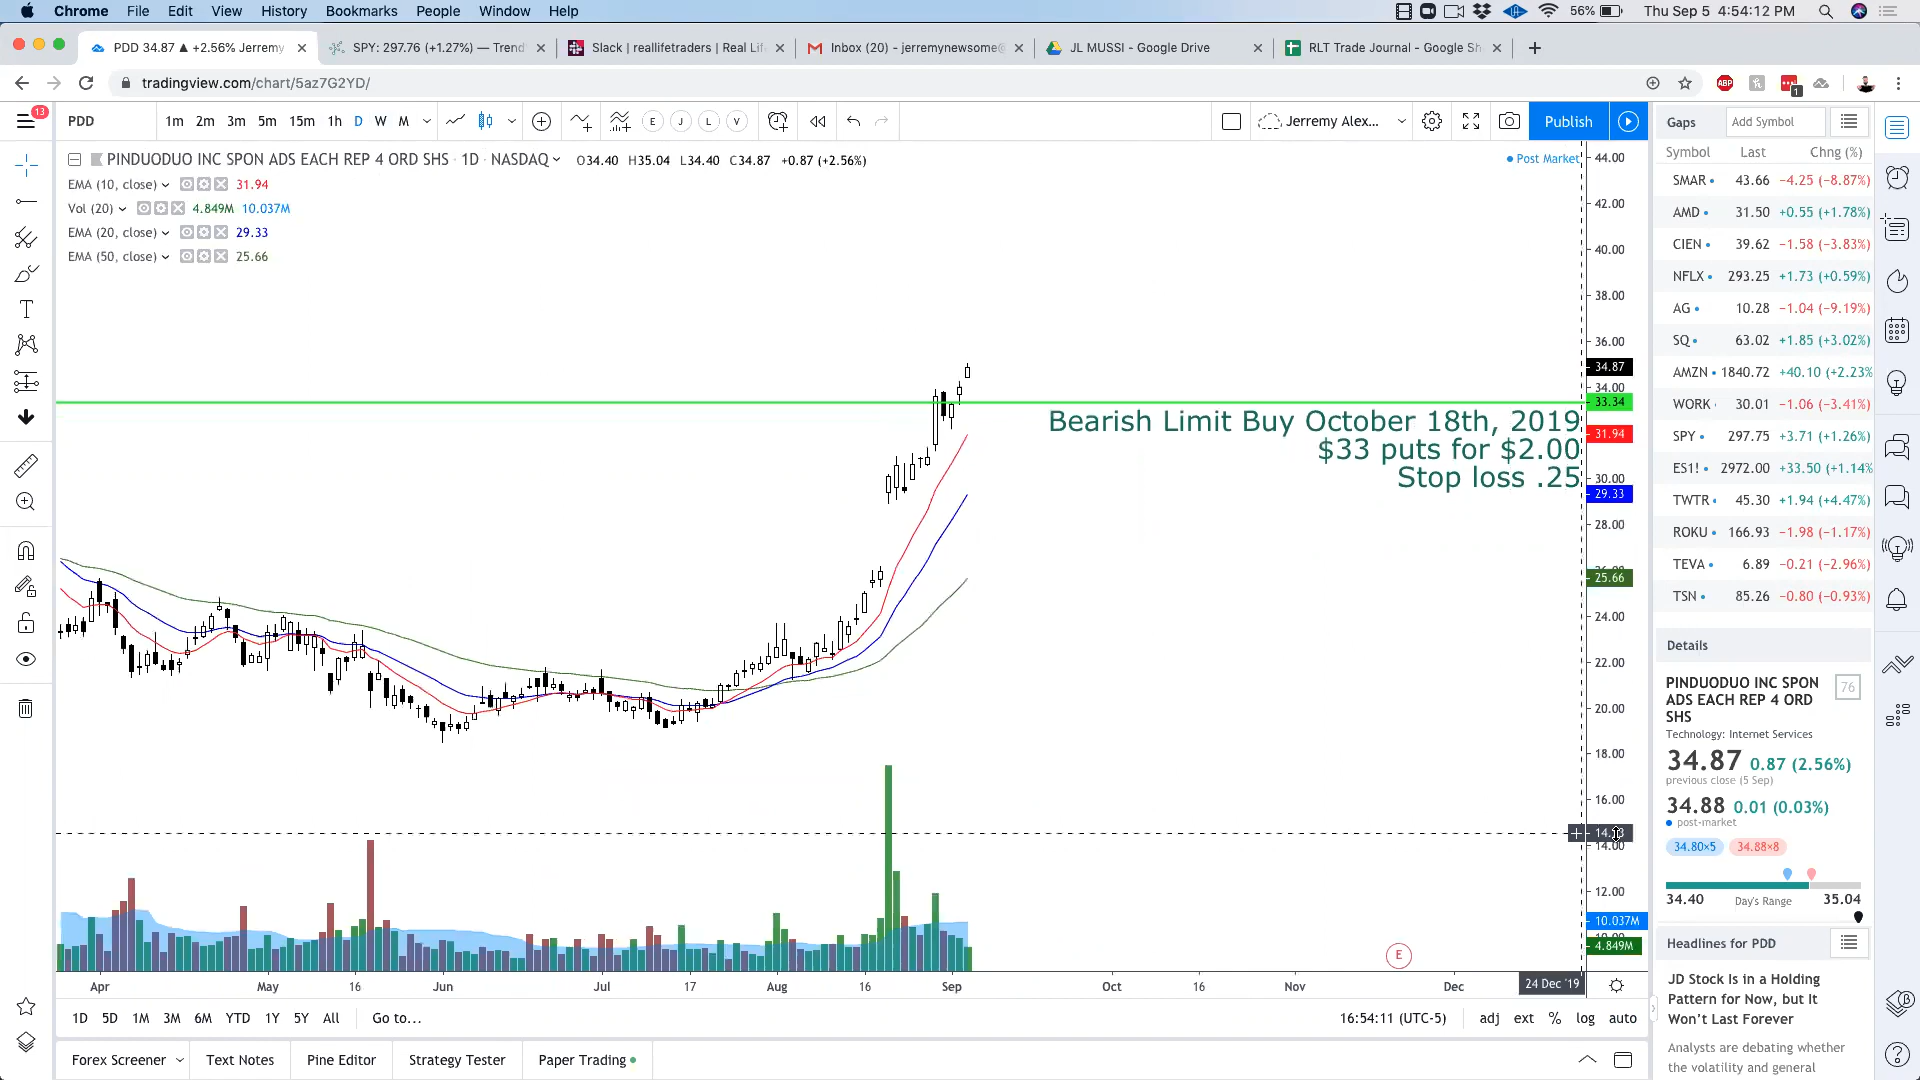 Chrome File Edit View History Bookmarks People Window Help 56% Thu Sep 5 4:54:12 PM
PDD 34.87 ▲ +2.56% Jerremy SPY: 297.76 (+1.27%) — Trend Slack | reallifetraders | Real Lif Inbox (20) - jerremynewsome@ JL MUSSI - Google Drive RLT Trade Journal - Google Sh
tradingview.com/chart/5az7G2YD/ ABP 1
13 PDD 1m 2m 3m 5m 15m 1h D W M E J L V Jerremy Alex... Publish
PINDUODUO INC SPON ADS EACH REP 4 ORD SHS · 1D · NASDAQ O34.40 H35.04 L34.40 C34.87 +0.87 (+2.56%)
Post Market
EMA (10, close) 31.94
Vol (20) 4.849M 10.037M
EMA (20, close) 29.33
EMA (50, close) 25.66
Bearish Limit Buy October 18th, 2019
$33 puts for $2.00
Stop loss .25
44.00
42.00
40.00
38.00
36.00
34.87
34.00
33.34
31.94
30.00
29.33
28.00
25.66
24.00
22.00
20.00
18.00
16.00
14.00
12.00
10.037M
4.849M
E
Apr May 16 Jun Jul 17 Aug 16 Sep Oct 16 Nov Dec 24 Dec '19
1D 5D 1M 3M 6M YTD 1Y 5Y All Go to... 16:54:11 (UTC-5) adj ext % log auto
Forex Screener Text Notes Pine Editor Strategy Tester Paper Trading
Gaps Add Symbol
Symbol Last Chng (%)
SMAR 43.66 −4.25 (−8.87%)
AMD 31.50 +0.55 (+1.78%)
CIEN 39.62 −1.58 (−3.83%)
NFLX 293.25 +1.73 (+0.59%)
AG 10.28 −1.04 (−9.19%)
SQ 63.02 +1.85 (+3.02%)
AMZN 1840.72 +40.10 (+2.23%
WORK 30.01 −1.06 (−3.41%)
SPY 297.75 +3.71 (+1.26%)
ES1! 2972.00 +33.50 (+1.14%
TWTR 45.30 +1.94 (+4.47%)
ROKU 166.93 −1.98 (−1.17%)
TEVA 6.89 −0.21 (−2.96%)
TSN 85.26 −0.80 (−0.93%)
Details
PINDUODUO INC SPON 76
ADS EACH REP 4 ORD
SHS
Technology: Internet Services
34.87 0.87 (2.56%)
previous close (5 Sep)
34.88 0.01 (0.03%)
post-market
34.80×5 34.88×8
34.40 Day's Range 35.04
Headlines for PDD
JD Stock Is in a Holding
Pattern for Now, but It
Won’t Last Forever
Analysts are debating whether
the volatility and general